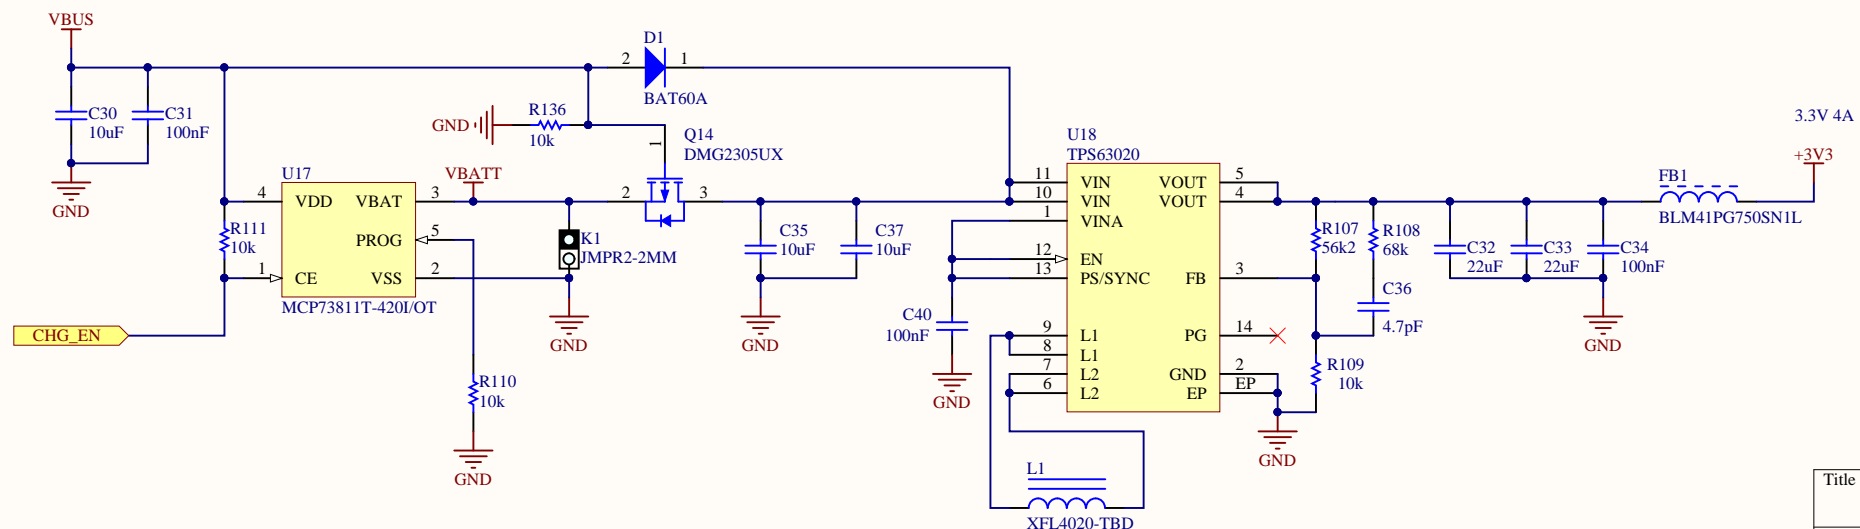 VBUS
C30
10uF
C31
100nF
GND
CHG_EN
R111
10k
U17
4
VDD
VBAT
3
PROG
5
1
CE
VSS
2
MCP73811T-420I/OT
VBATT
R110
10k
GND
K1
JMPR2-2MM
GND
GND
R136
10k
2
D1
1
BAT60A
1
Q14
DMG2305UX
2
3
C35
10uF
C37
10uF
GND
C40
100nF
GND
U18
TPS63020
11
VIN
VOUT
5
10
VIN
VOUT
4
1
VINA
12
EN
13
PS/SYNC
FB
3
9
L1
PG
14
8
L1
7
L2
GND
2
6
L2
EP
EP
GND
L1
XFL4020-TBD
R107
56k2
R108
68k
C36
4.7pF
R109
10k
C32
22uF
C33
22uF
C34
100nF
GND
FB1
BLM41PG750SN1L
3.3V 4A
+3V3
Title